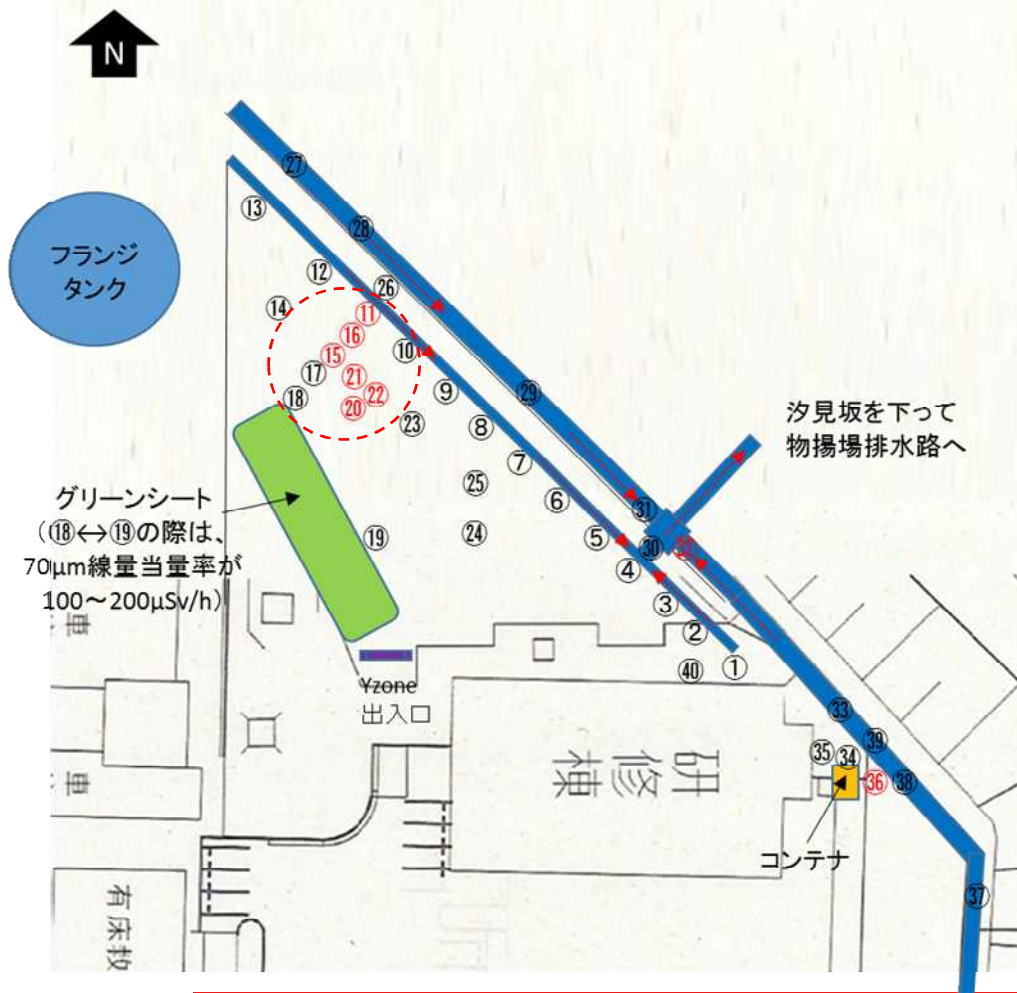 N
㉗
⑬
㉘
フランジ
タンク
⑫
㉖
⑭
⑪
⑯
⑩
⑮
⑰
㉑
⑨
㉙
⑱
㉒
⑳
㉓
⑧
汐見坂を下って
物揚場排水路へ
⑦
㉕
⑥
グリーンシート
(⑱↔⑲の際は、
70μm線量当量率が
100～200μSv/h)
㉛
⑲
㉔
⑤
㉚
㉜
④
③
②
①
㊵
車
Yzone
出入口
㉝
㊴
㉟
㉞
㊱
㊳
研修棟
車
コンテナ
㊲
有床救